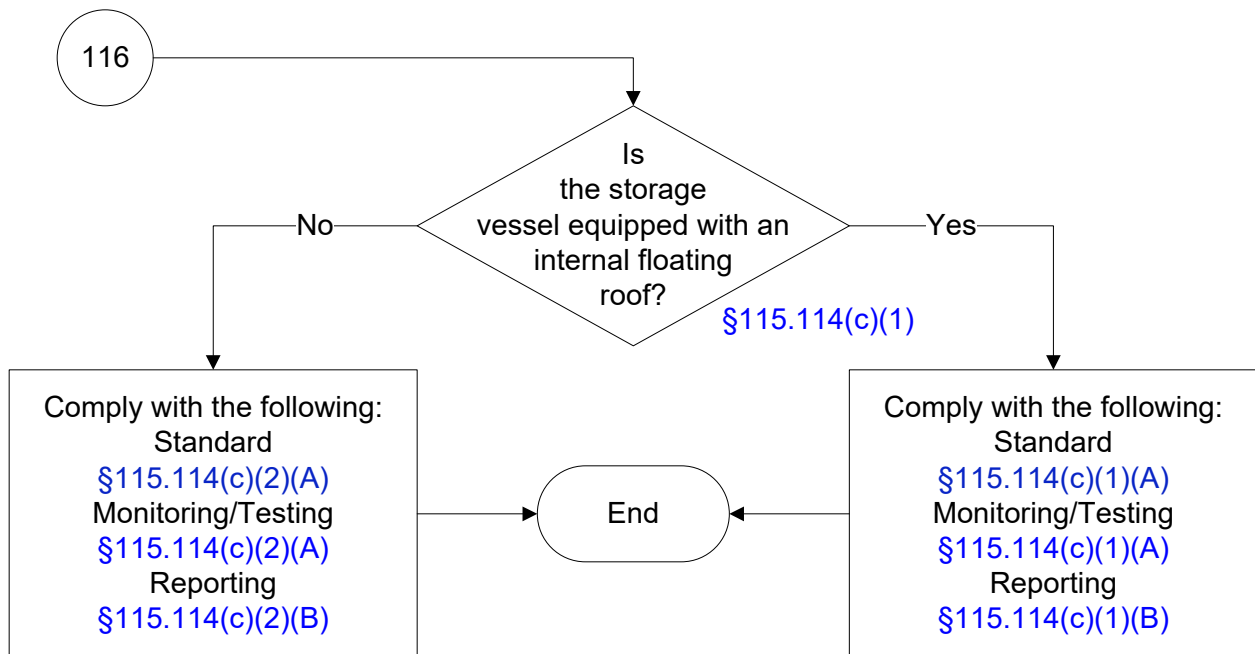 116
Is
the storage
vessel equipped with an
internal floating
roof?
No
Yes
§115.114(c)(1)
Comply with the following:
Standard
§115.114(c)(2)(A)
Monitoring/Testing
§115.114(c)(2)(A)
Reporting
§115.114(c)(2)(B)
End
Comply with the following:
Standard
§115.114(c)(1)(A)
Monitoring/Testing
§115.114(c)(1)(A)
Reporting
§115.114(c)(1)(B)